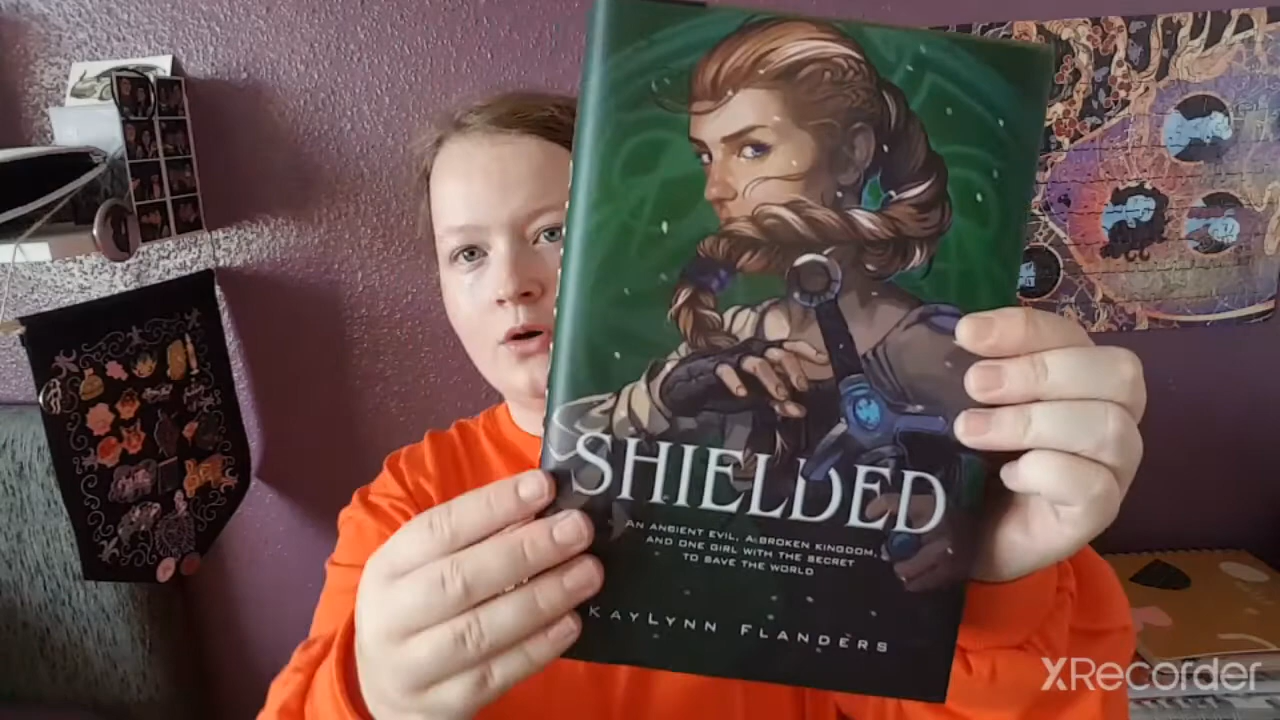 SHIELDED
AN ANCIENT EVIL, A BROKEN KINGDOM,
AND ONE GIRL WITH THE SECRET
TO SAVE THE WORLD
KAYLYNN FLANDERS
XRecorder